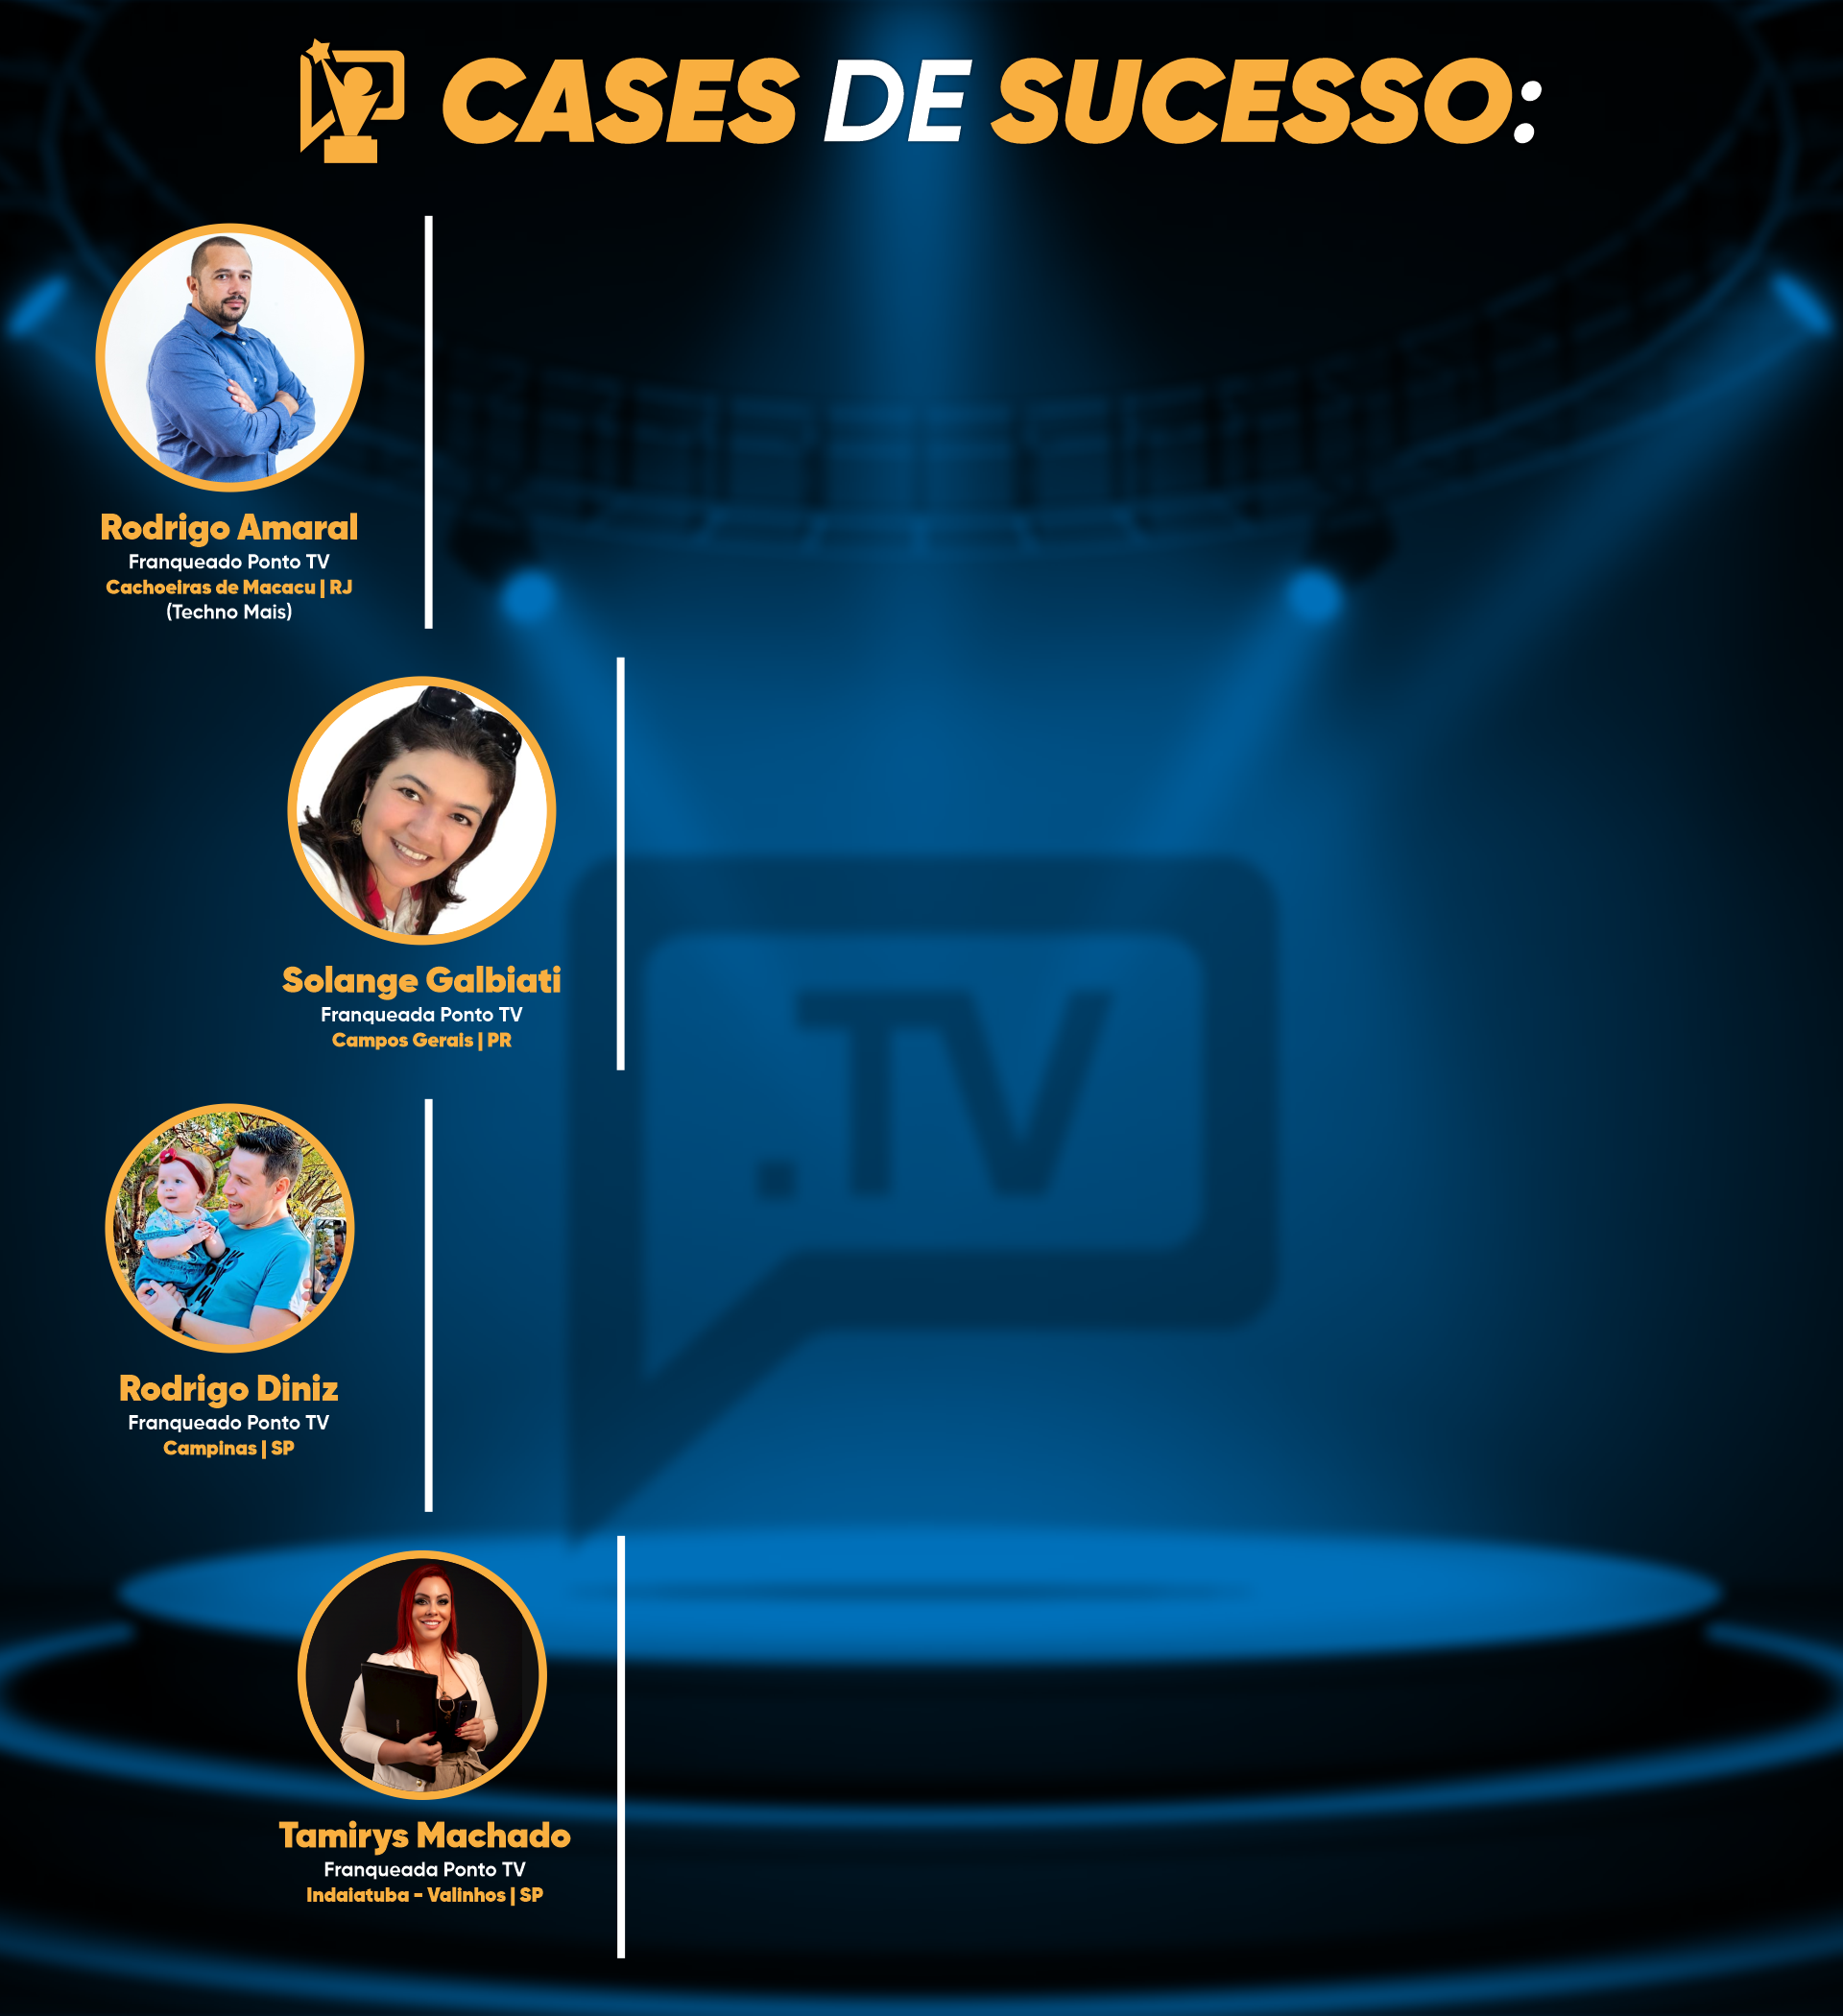 CASES DE SUCESSO:
Rodrigo Amaral
Franqueado Ponto TV
Cachoeiras de Macacu | RJ
(Techno Mais)
Solange Galbiati
Franqueada Ponto TV
Campos Gerais | PR
.TV
Rodrigo Diniz
Franqueado Ponto TV
Campinas | SP
Tamirys Machado
Franqueada Ponto TV
Indaiatuba - Valinhos | SP